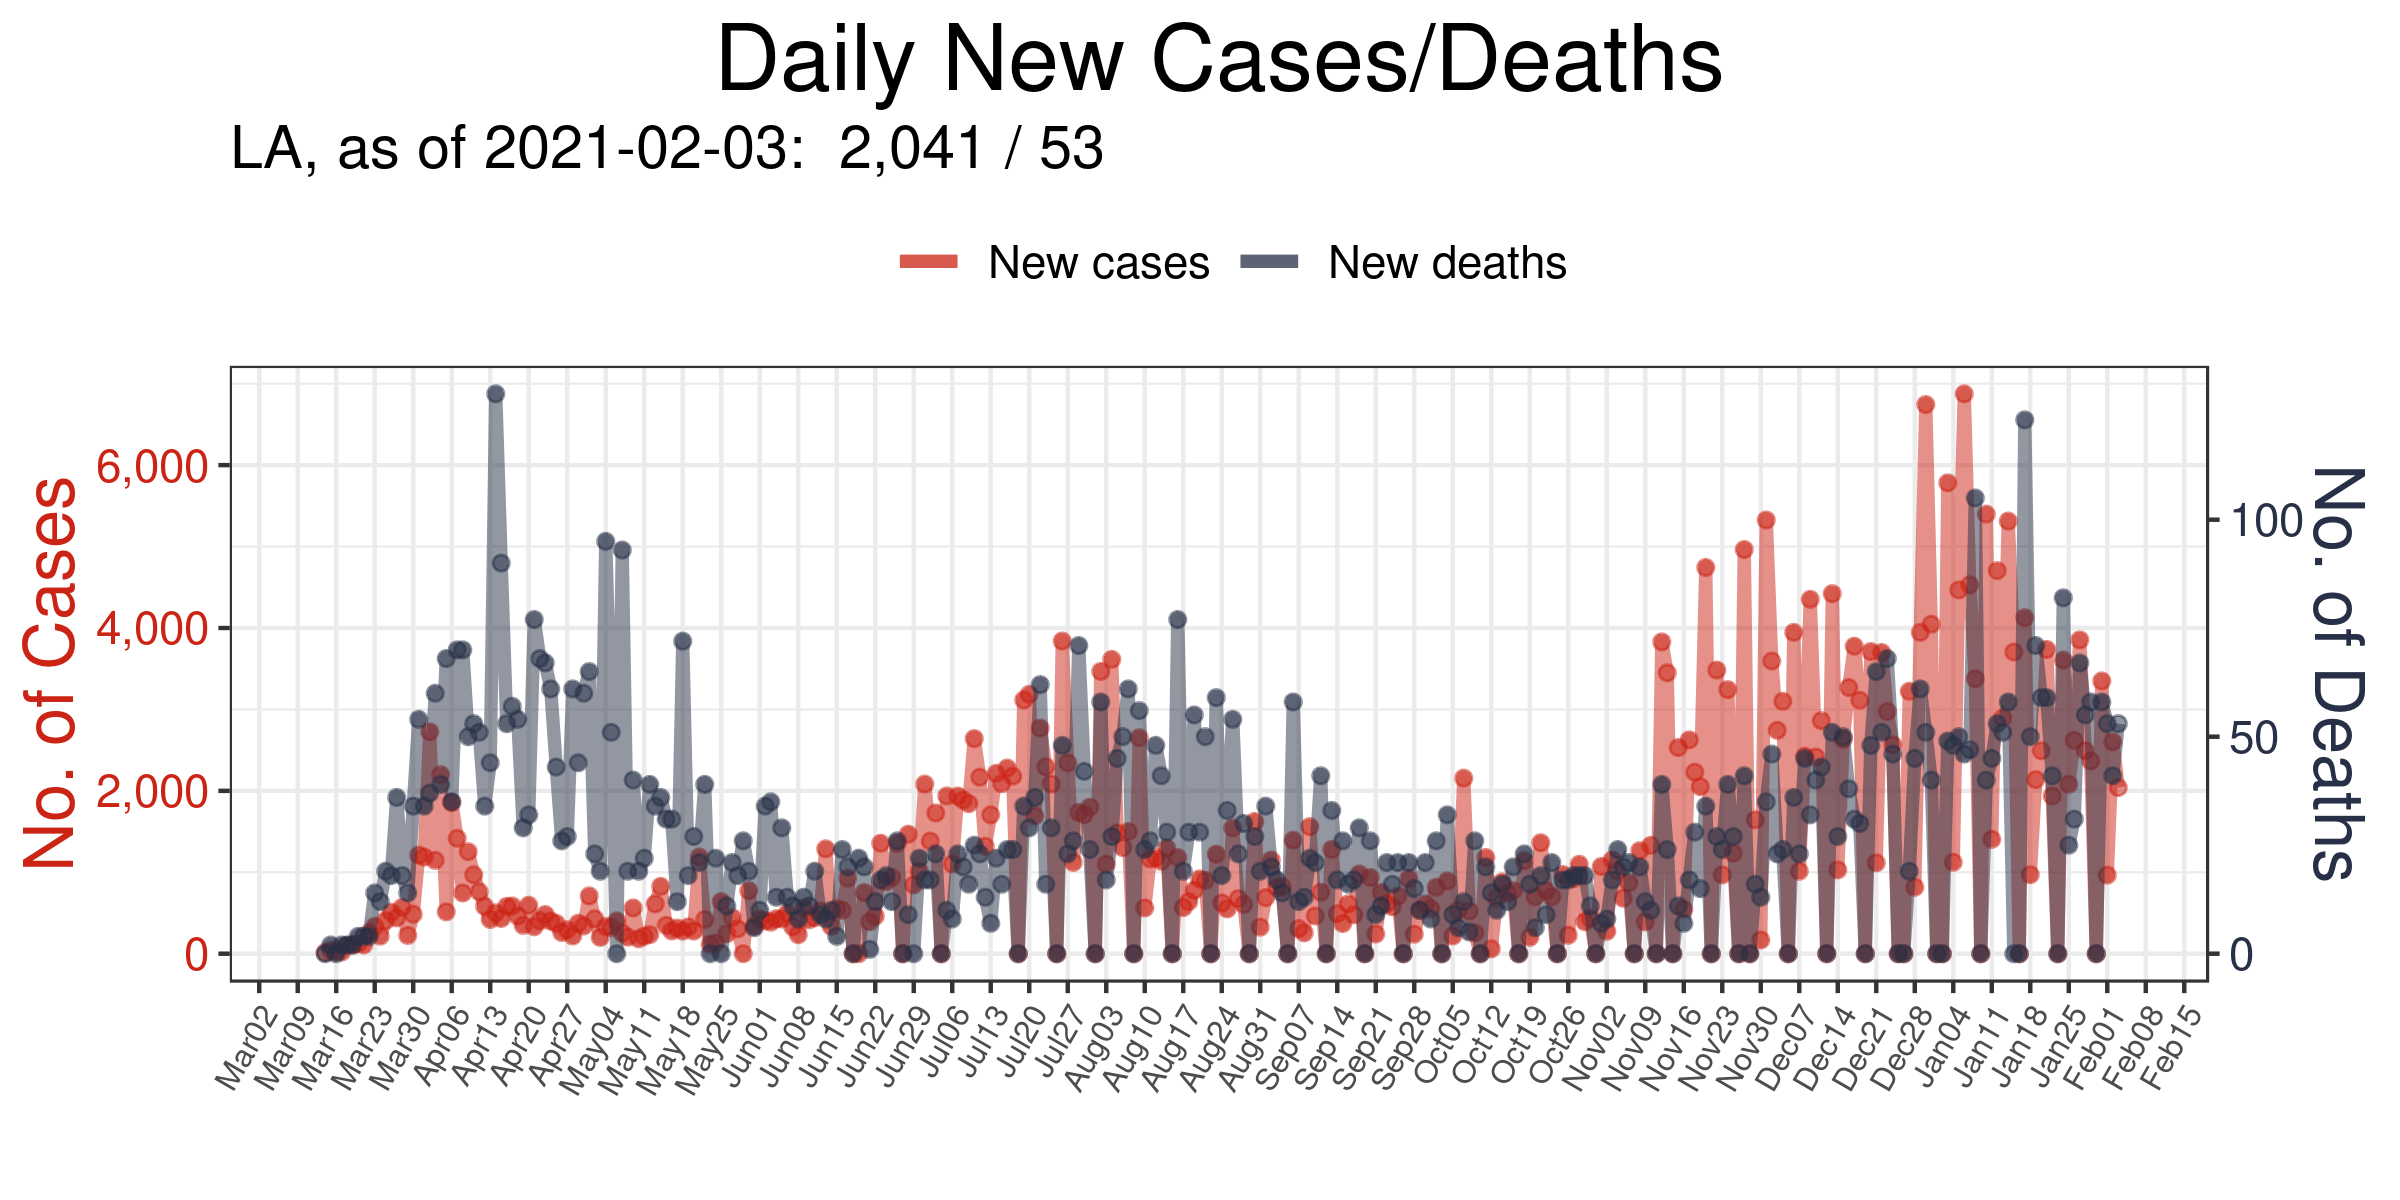 Daily New Cases/Deaths
LA, as of 2021-02-03: 2,041 / 53
New cases
New deaths
No. of Cases
6,000
4,000
2,000
0
100
50
0
No. of Deaths
Mar02
Mar09
Mar16
Mar23
Mar30
Apr06
Apr13
Apr20
Apr27
May04
May11
May18
May25
Jun01
Jun08
Jun15
Jun22
Jun29
Jul06
Jul13
Jul20
Jul27
Aug03
Aug10
Aug17
Aug24
Aug31
Sep07
Sep14
Sep21
Sep28
Oct05
Oct12
Oct19
Oct26
Nov02
Nov09
Nov16
Nov23
Nov30
Dec07
Dec14
Dec21
Dec28
Jan04
Jan11
Jan18
Jan25
Feb01
Feb08
Feb15